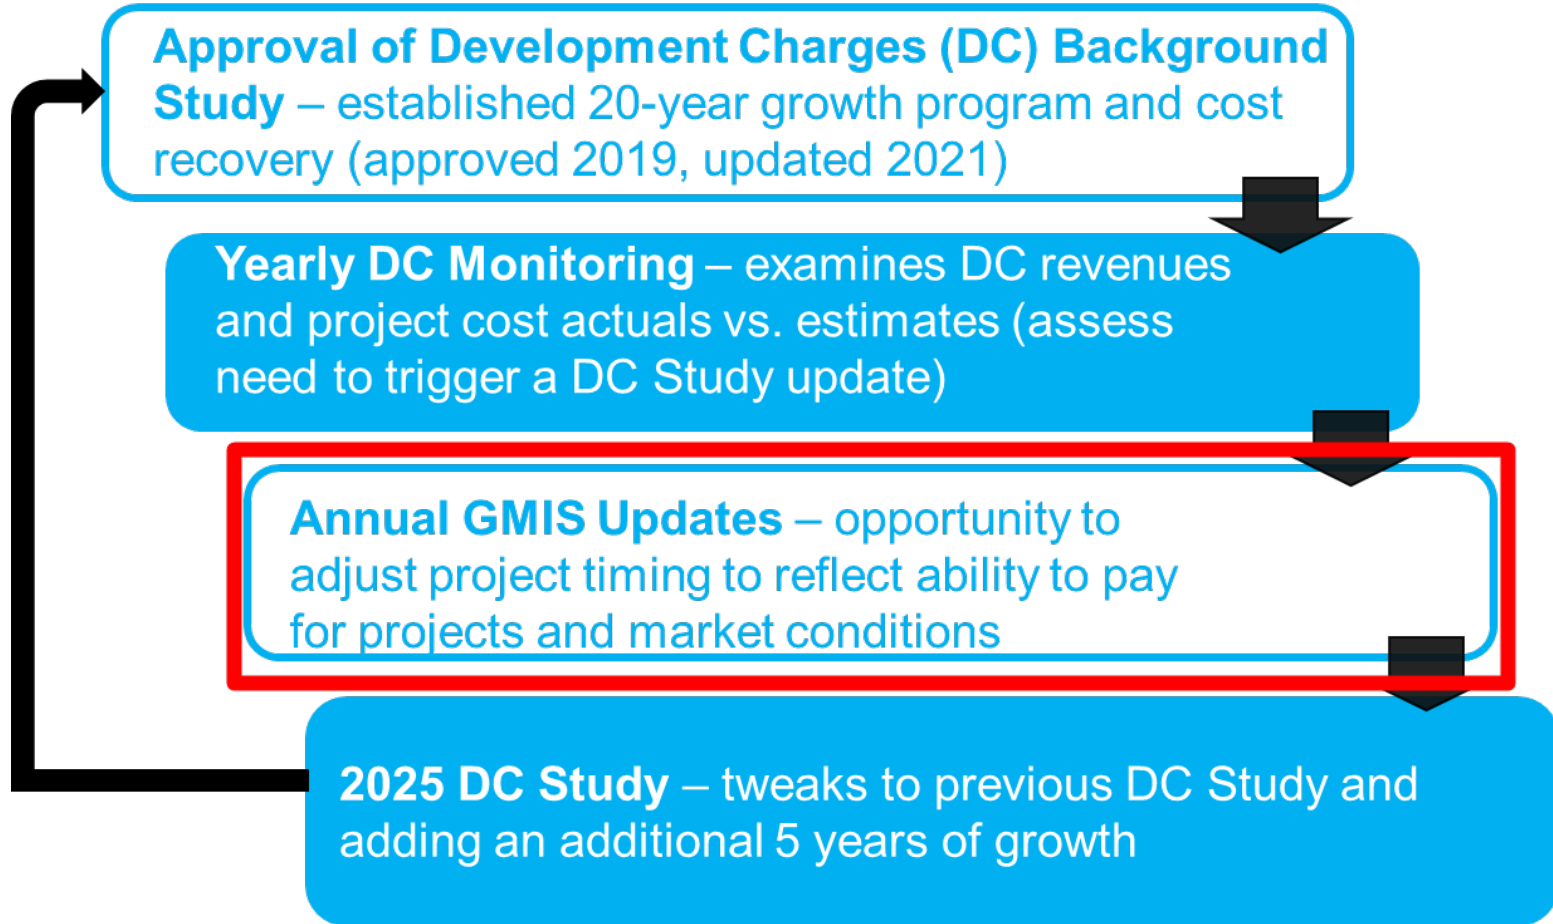 Approval of Development Charges (DC) Background
Study – established 20-year growth program and cost
recovery (approved 2019, updated 2021)
Yearly DC Monitoring – examines DC revenues
and project cost actuals vs. estimates (assess
need to trigger a DC Study update)
Annual GMIS Updates – opportunity to
adjust project timing to reflect ability to pay
for projects and market conditions
2025 DC Study – tweaks to previous DC Study and
adding an additional 5 years of growth